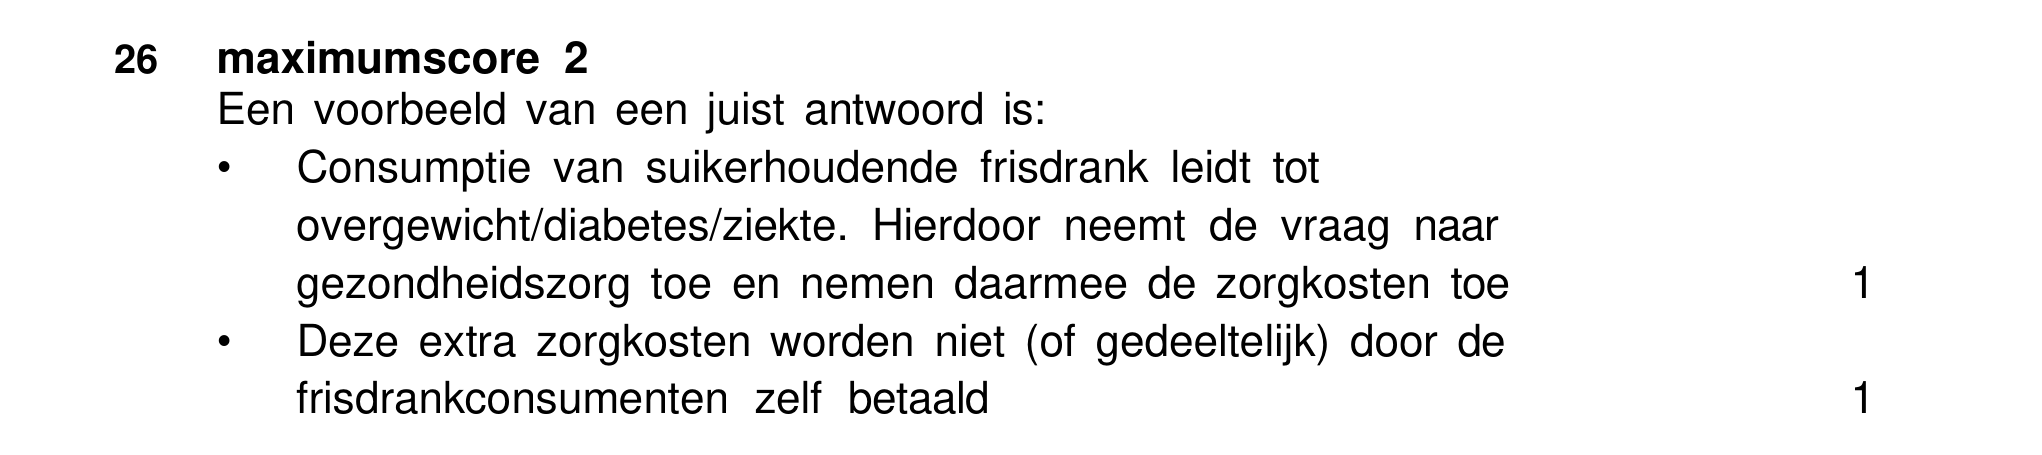 26 maximumscore 2
Een voorbeeld van een juist antwoord is:
• Consumptie van suikerhoudende frisdrank leidt tot
overgewicht/diabetes/ziekte. Hierdoor neemt de vraag naar
gezondheidszorg toe en nemen daarmee de zorgkosten toe 1
• Deze extra zorgkosten worden niet (of gedeeltelijk) door de
frisdrankconsumenten zelf betaald 1